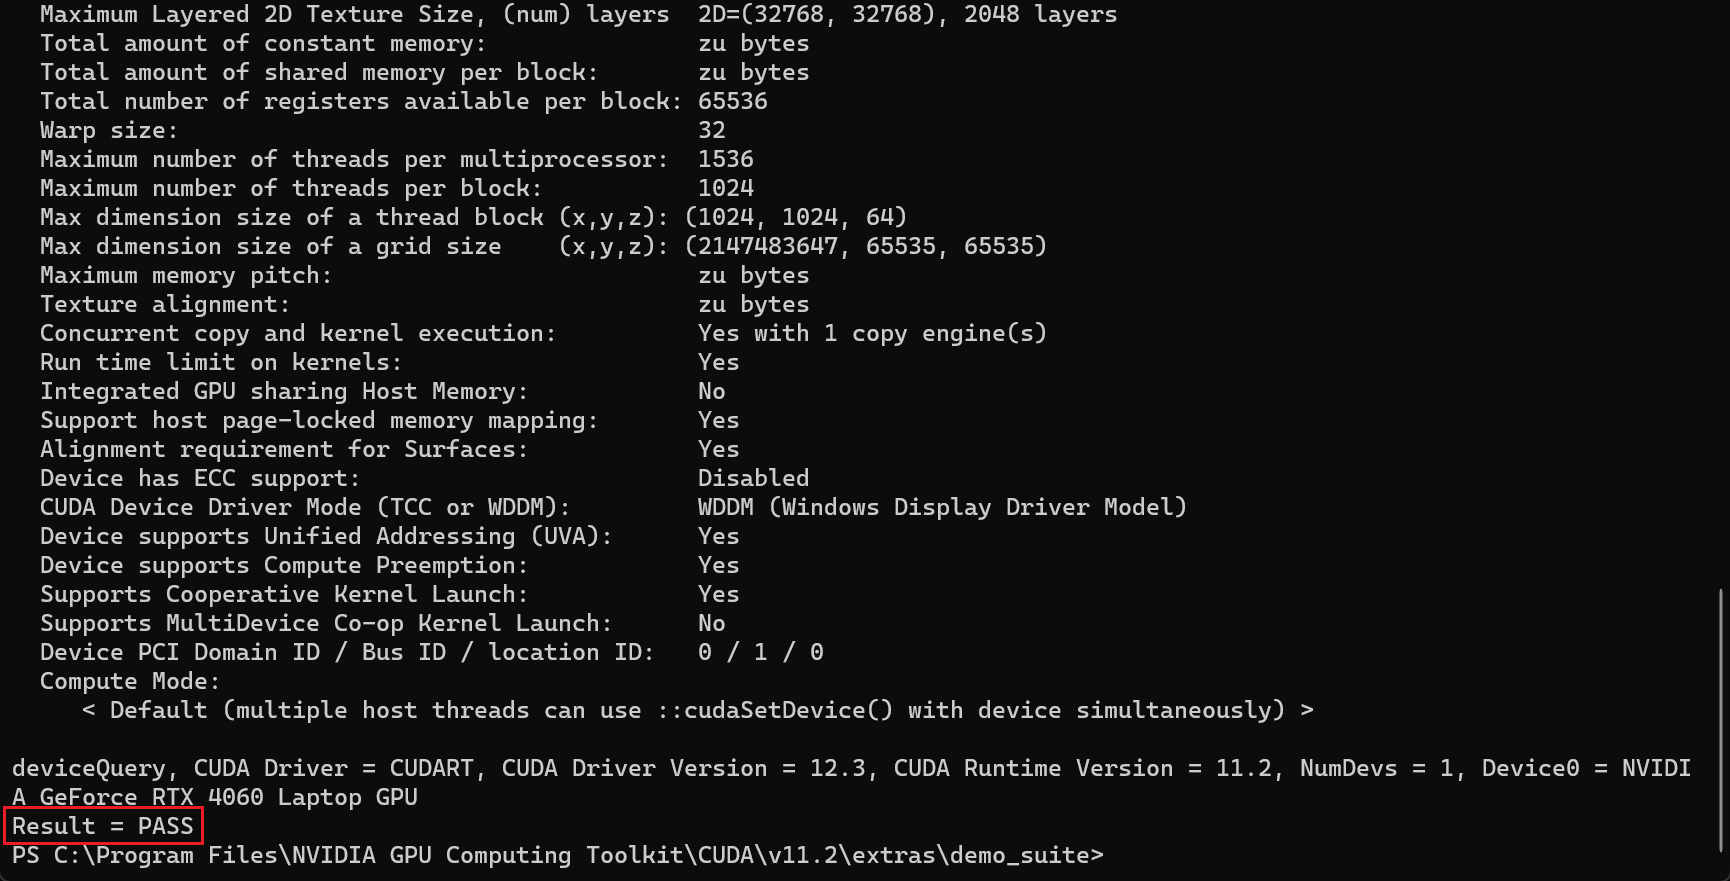 Maximum Layered 2D Texture Size, (num) layers  2D=(32768, 32768), 2048 layers
Total amount of constant memory:               zu bytes
Total amount of shared memory per block:       zu bytes
Total number of registers available per block: 65536
Warp size:                                     32
Maximum number of threads per multiprocessor:  1536
Maximum number of threads per block:           1024
Max dimension size of a thread block (x,y,z): (1024, 1024, 64)
Max dimension size of a grid size    (x,y,z): (2147483647, 65535, 65535)
Maximum memory pitch:                          zu bytes
Texture alignment:                             zu bytes
Concurrent copy and kernel execution:          Yes with 1 copy engine(s)
Run time limit on kernels:                     Yes
Integrated GPU sharing Host Memory:            No
Support host page-locked memory mapping:       Yes
Alignment requirement for Surfaces:            Yes
Device has ECC support:                        Disabled
CUDA Device Driver Mode (TCC or WDDM):         WDDM (Windows Display Driver Model)
Device supports Unified Addressing (UVA):      Yes
Device supports Compute Preemption:            Yes
Supports Cooperative Kernel Launch:            Yes
Supports MultiDevice Co-op Kernel Launch:      No
Device PCI Domain ID / Bus ID / location ID:   0 / 1 / 0
Compute Mode:
< Default (multiple host threads can use ::cudaSetDevice() with device simultaneously) >
deviceQuery, CUDA Driver = CUDART, CUDA Driver Version = 12.3, CUDA Runtime Version = 11.2, NumDevs = 1, Device0 = NVIDI
A GeForce RTX 4060 Laptop GPU
Result = PASS
PS C:\Program Files\NVIDIA GPU Computing Toolkit\CUDA\v11.2\extras\demo_suite>